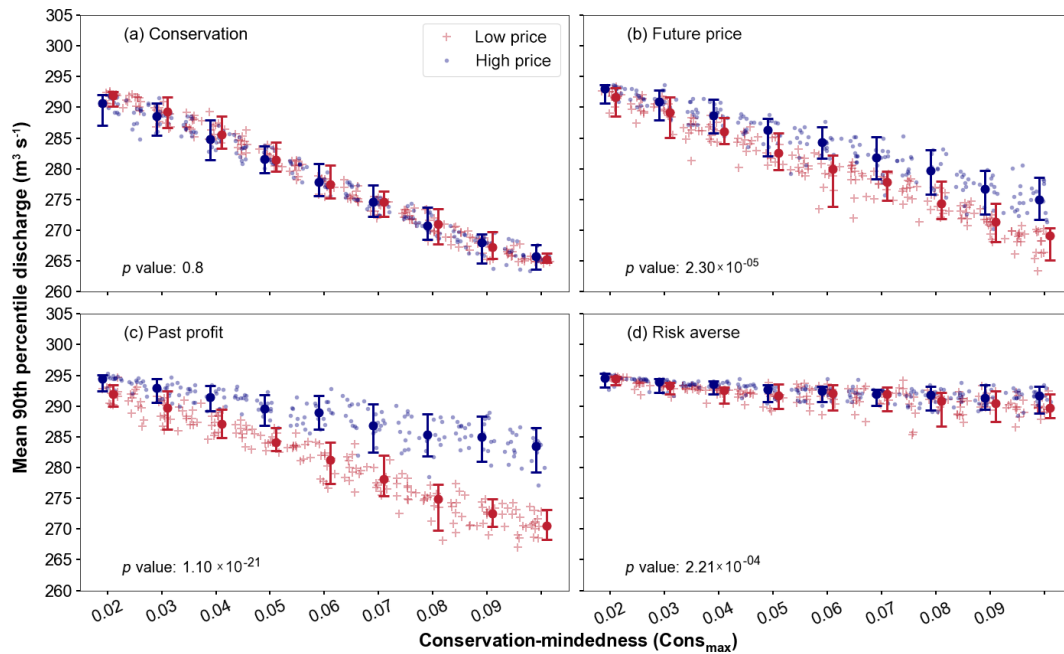 305
300
295
290
285
280
275
270
265
260
(a) Conservation
Low price
High price
p value: 0.8
(b) Future price
p value: 2.30×10⁻⁰⁵
Mean 90th percentile discharge (m³ s⁻¹)
305
300
295
290
285
280
275
270
265
260
(c) Past profit
p value: 1.10 ×10⁻²¹
(d) Risk averse
p value: 2.21×10⁻⁰⁴
0.02 0.03 0.04 0.05 0.06 0.07 0.08 0.09
0.02 0.03 0.04 0.05 0.06 0.07 0.08 0.09
Conservation-mindedness (Consmax)